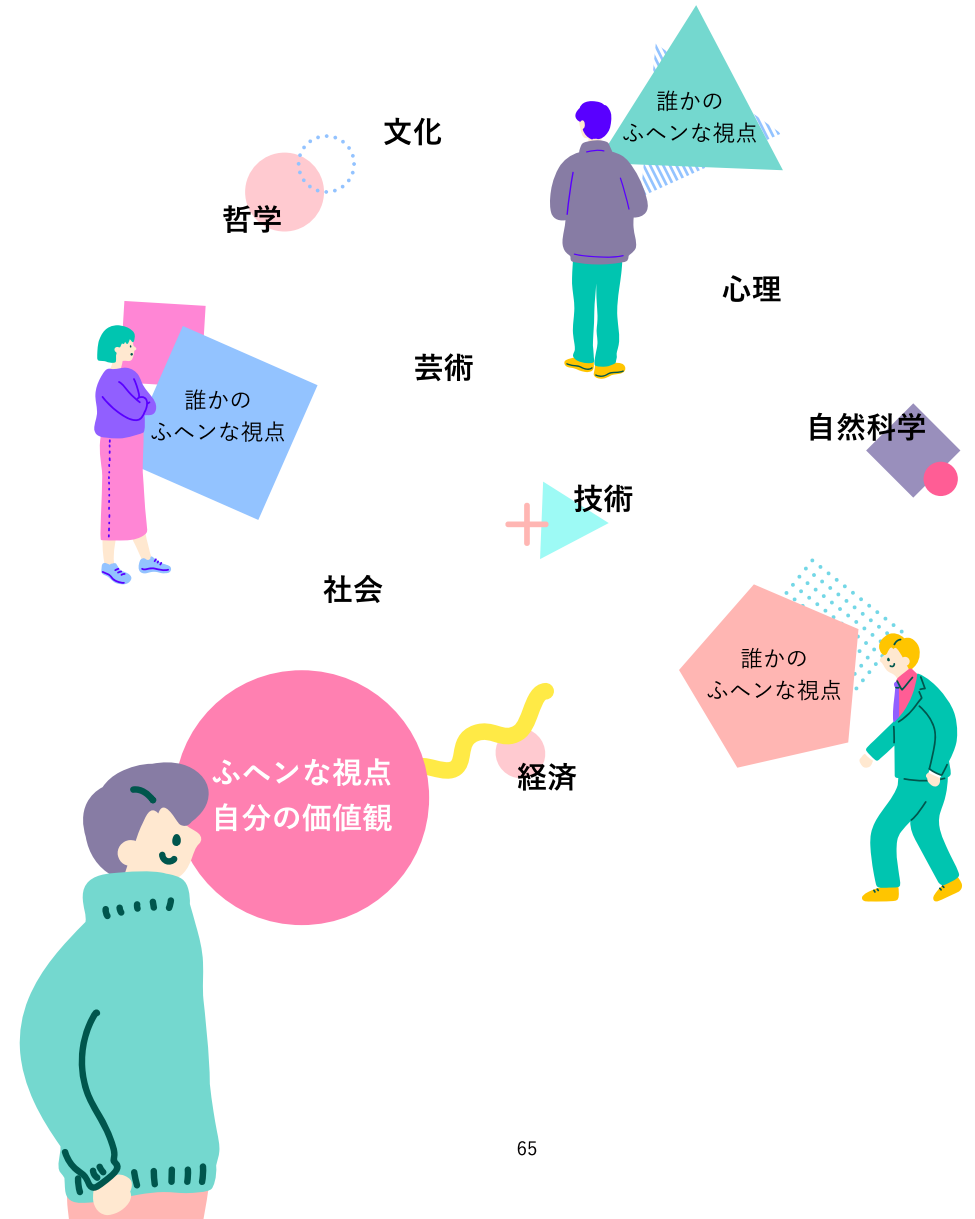 誰かの
ふヘンな視点
文化
哲学
心理
芸術
誰かの
ふヘンな視点
自然科学
技術
社会
誰かの
ふヘンな視点
ふヘンな視点
自分の価値観
経済
65